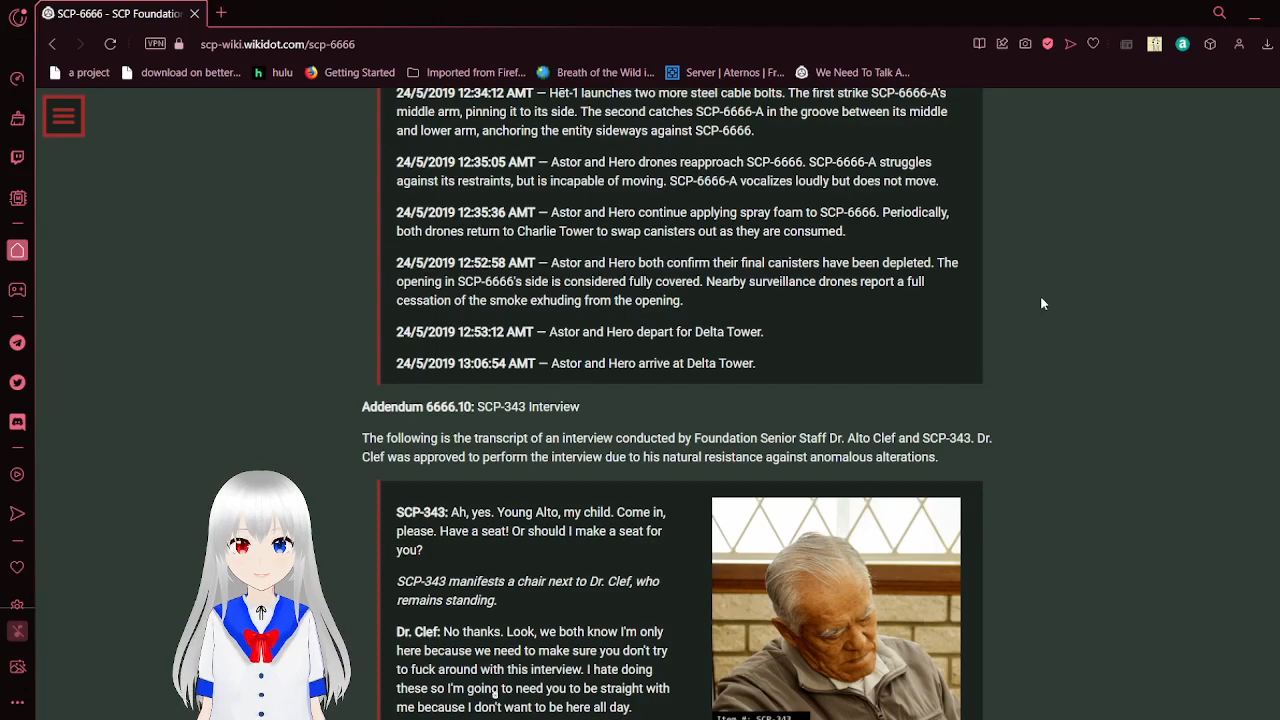 SCP-6666 - SCP Foundatio
VPN
scp-wiki.wikidot.com/scp-6666
a project
download on better...
hulu
Getting Started
Imported from Firef...
Breath of the Wild i...
Server | Aternos | Fr...
We Need To Talk A...
24/5/2019 12:34:12 AMT — Hēt-1 launches two more steel cable bolts. The first strike SCP-6666-A's
middle arm, pinning it to its side. The second catches SCP-6666-A in the groove between its middle
and lower arm, anchoring the entity sideways against SCP-6666.
24/5/2019 12:35:05 AMT — Astor and Hero drones reapproach SCP-6666. SCP-6666-A struggles
against its restraints, but is incapable of moving. SCP-6666-A vocalizes loudly but does not move.
24/5/2019 12:35:36 AMT — Astor and Hero continue applying spray foam to SCP-6666. Periodically,
both drones return to Charlie Tower to swap canisters out as they are consumed.
24/5/2019 12:52:58 AMT — Astor and Hero both confirm their final canisters have been depleted. The
opening in SCP-6666's side is considered fully covered. Nearby surveillance drones report a full
cessation of the smoke exhuding from the opening.
24/5/2019 12:53:12 AMT — Astor and Hero depart for Delta Tower.
24/5/2019 13:06:54 AMT — Astor and Hero arrive at Delta Tower.
Addendum 6666.10: SCP-343 Interview
The following is the transcript of an interview conducted by Foundation Senior Staff Dr. Alto Clef and SCP-343. Dr.
Clef was approved to perform the interview due to his natural resistance against anomalous alterations.
SCP-343: Ah, yes. Young Alto, my child. Come in,
please. Have a seat! Or should I make a seat for
you?
SCP-343 manifests a chair next to Dr. Clef, who
remains standing.
Dr. Clef: No thanks. Look, we both know I'm only
here because we need to make sure you don't try
to fuck around with this interview. I hate doing
these so I'm going to need you to be straight with
me because I don't want to be here all day.
Item #: SCP-343